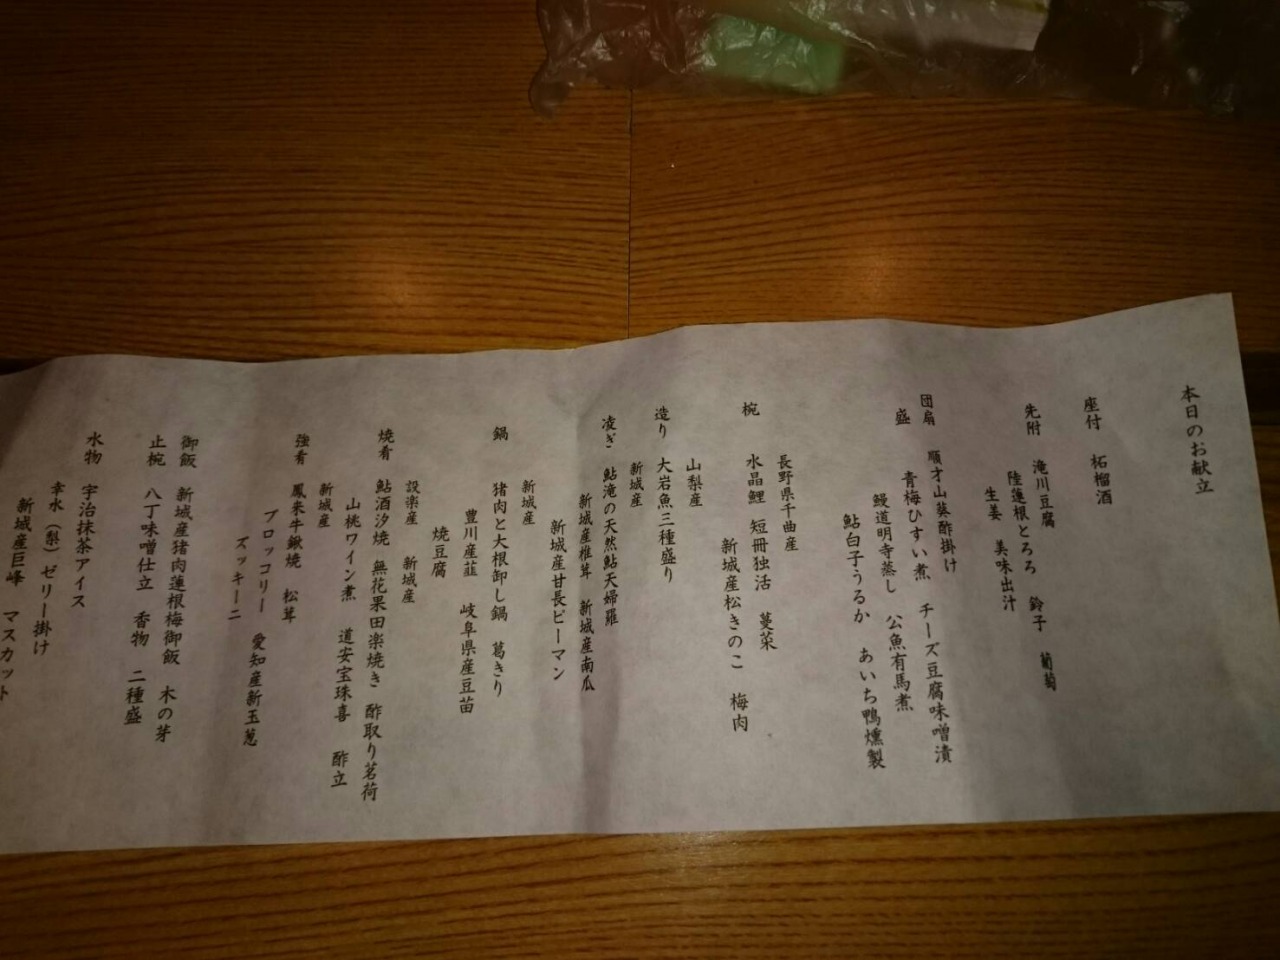 本日のお献立
座付 柘榴酒
先附 滝川豆腐
陸蓮根とろろ 鈴子 葡萄
生姜 美味出汁
団扇盛 順才山葵酢掛け チーズ豆腐味噌漬
青梅ひすい煮 公魚有馬煮
鰻道明寺蒸し あいち鴨燻製
鮎白子うるか
長野県千曲産
椀 水晶鯉 短冊独活 蔓菜
新城産松きのこ 梅肉
山梨産
造り 大岩魚三種盛り
新城産
凌ぎ 鮎滝の天然鮎天婦羅
新城産椎茸 新城産南瓜
新城産甘長ピーマン
新城産
鍋 猪肉と大根卸し鍋 葛きり
豊川産韮 岐阜県産豆苗
焼豆腐
設楽産 新城産
焼肴 鮎酒汐焼 無花果田楽焼き 酢取り茗荷
山桃ワイン煮 道安宝珠喜 酢立
新城産
強肴 鳳来牛鍬焼 松茸
ブロッコリー 愛知産新玉葱
ズッキーニ
御飯 新城産猪肉蓮根梅御飯 木の芽
止椀 八丁味噌仕立 香物 二種盛
水物 宇治抹茶アイス
幸水(梨)ゼリー掛け
新城産巨峰 マスカット